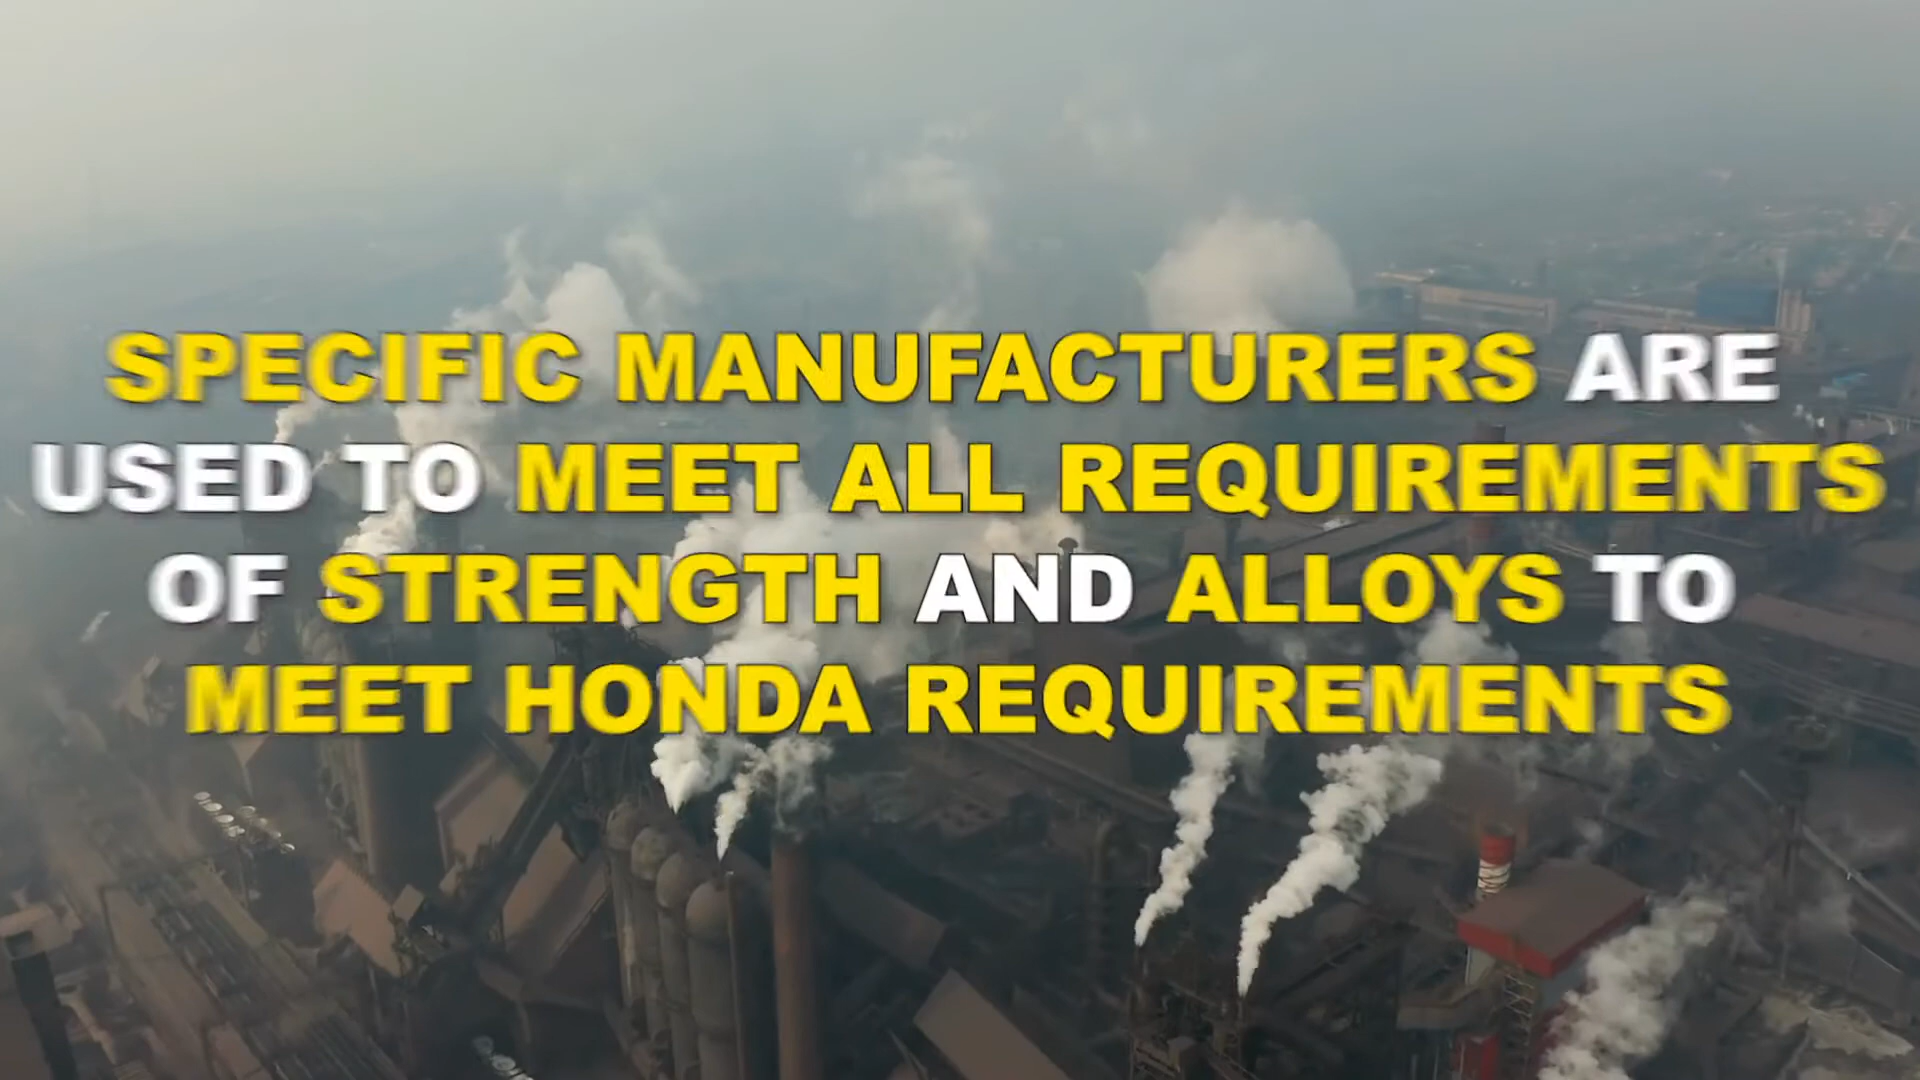 SPECIFIC MANUFACTURERS ARE
USED TO MEET ALL REQUIREMENTS
OF STRENGTH AND ALLOYS TO
MEET HONDA REQUIREMENTS